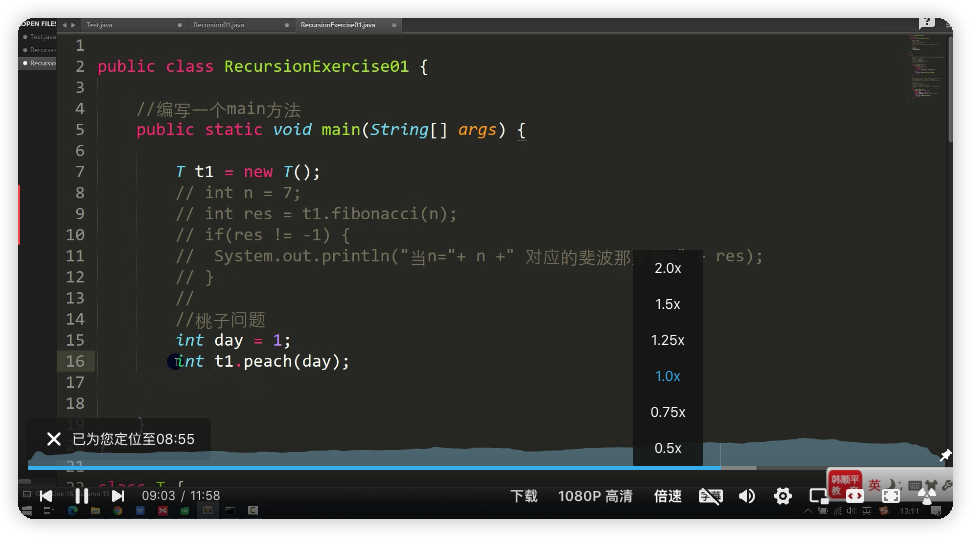 OPEN FILES
Test.java
Recursion01.java
RecursionExercise01.java
Test.java
1
2 public class RecursionExercise01 {
3
4 //编写一个main方法
5 public static void main(String[] args) {
6
7 T t1 = new T();
8 // int n = 7;
9 // int res = t1.fibonacci(n);
10 // if(res != -1) {
11 // System.out.println("当n="+ n +" 对应的斐波那 res);
12 // }
13 //
14 //桃子问题
15 int day = 1;
16 int t1.peach(day);
17
18
19 }
21
class T {
2.0x
1.5x
1.25x
1.0x
0.75x
0.5x
已为您定位至08:55
09:03 / 11:58
下载
1080P 高清
倍速
字幕
韩顺平
教
英
英
13:11